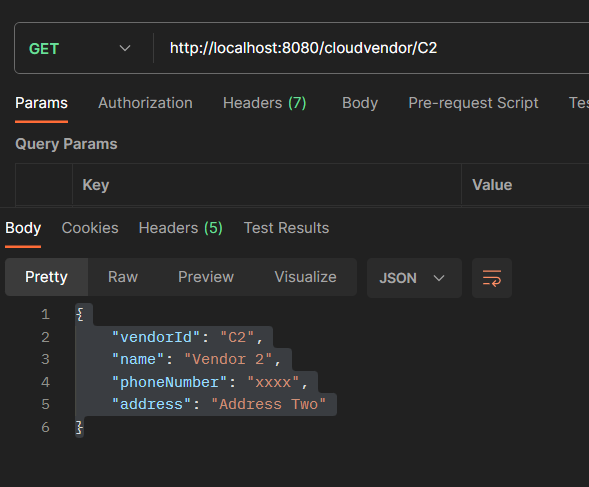 GET http://localhost:8080/cloudvendor/C2
Params Authorization Headers (7) Body Pre-request Script
Query Params
Key Value
Body Cookies Headers (5) Test Results
Pretty Raw Preview Visualize JSON
1 {
2 "vendorId": "C2",
3 "name": "Vendor 2",
4 "phoneNumber": "xxxx",
5 "address": "Address Two"
6 }